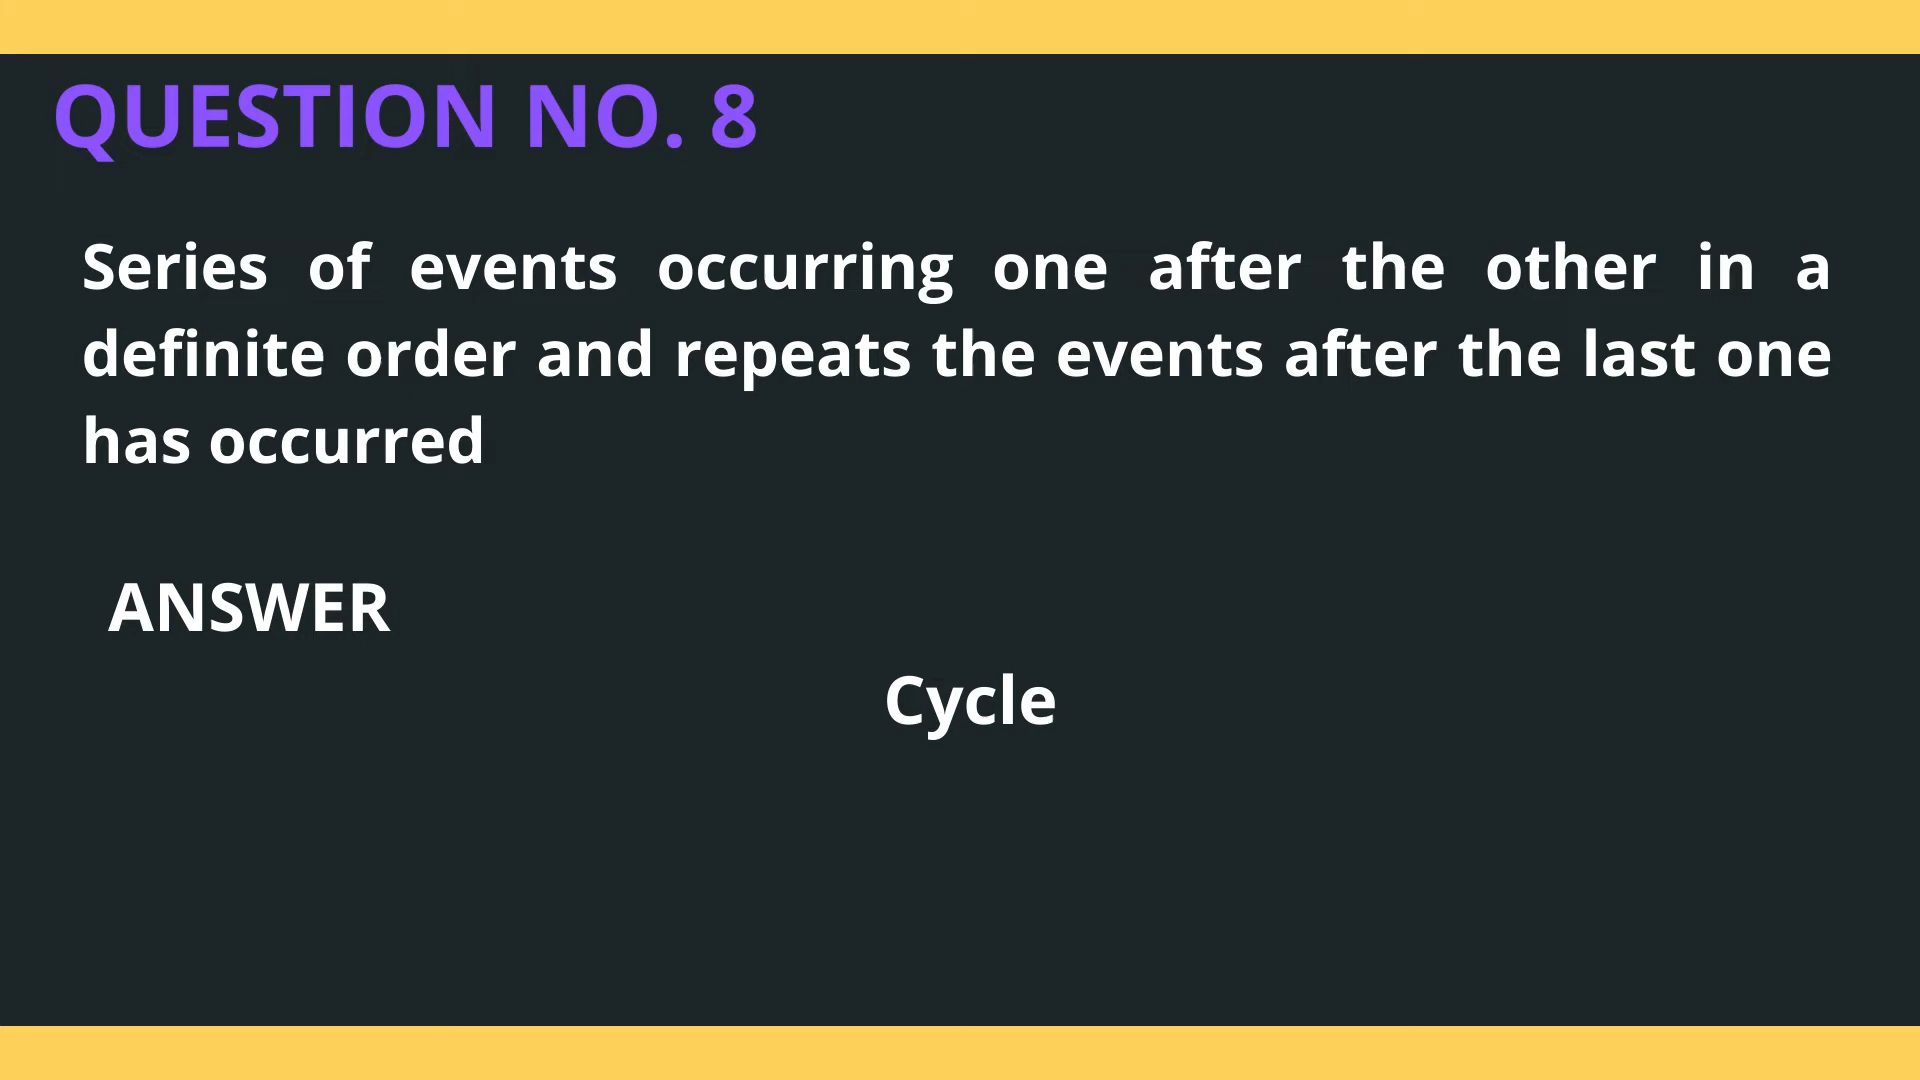 QUESTION NO. 8
Series of events occurring one after the other in a
definite order and repeats the events after the last one
has occurred
ANSWER
Cycle